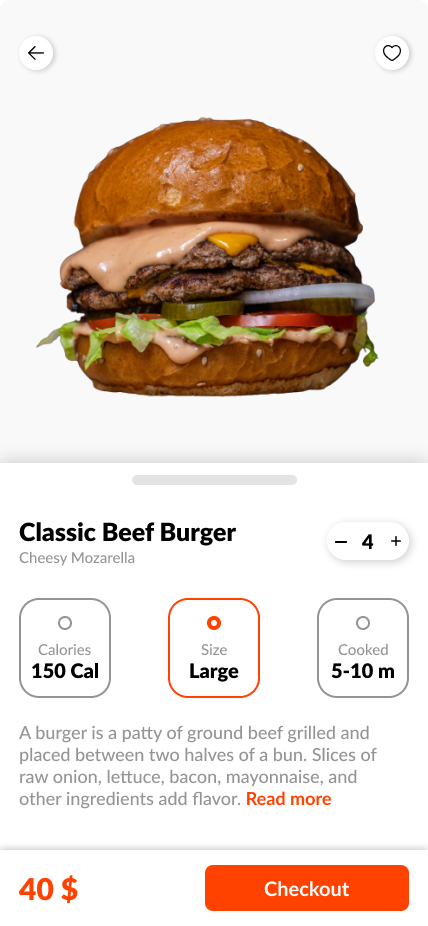 Classic Beef Burger
Cheesy Mozarella
− 4 +
Calories
150 Cal
Size
Large
Cooked
5-10 m
A burger is a patty of ground beef grilled and
placed between two halves of a bun. Slices of
raw onion, lettuce, bacon, mayonnaise, and
other ingredients add flavor. Read more
40 $
Checkout